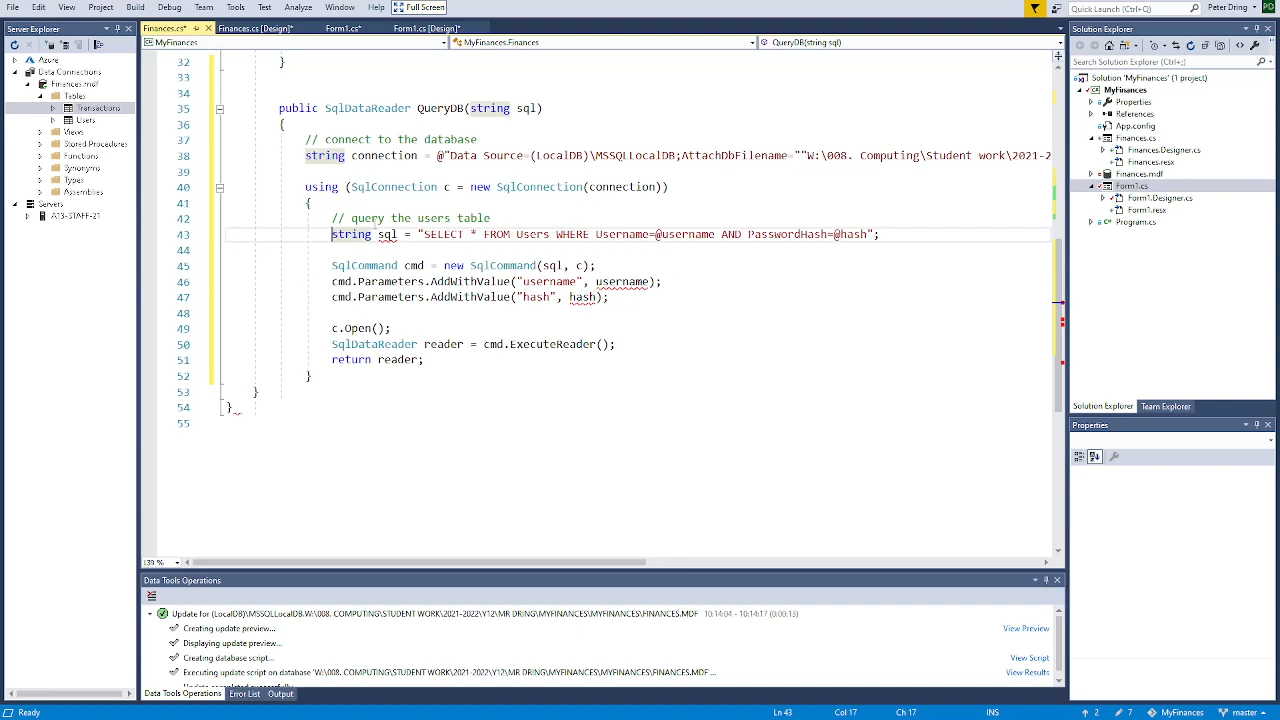 File Edit View Project Build Debug Team Tools Test Analyze Window Help Full Screen Quick Launch (Ctrl+Q) Peter Dring PD
Server Explorer
Azure
Data Connections
Finances.mdf
Tables
Transactions
Users
Views
Stored Procedures
Functions
Synonyms
Types
Assemblies
Servers
A13-STAFF-21
Finances.cs* Finances.cs [Design]* Form1.cs* Form1.cs [Design]*
MyFinances MyFinances.Finances QueryDB(string sql)
32 }
33
34
35 public SqlDataReader QueryDB(string sql)
36 {
37 // connect to the database
38 string connection = @"Data Source=(LocalDB)\MSSQLLocalDB;AttachDbFilename=""W:\008. Computing\Student work\2021-2
39
40 using (SqlConnection c = new SqlConnection(connection))
41 {
42 // query the users table
43 string sql = "SELECT * FROM Users WHERE Username=@username AND PasswordHash=@hash";
44
45 SqlCommand cmd = new SqlCommand(sql, c);
46 cmd.Parameters.AddWithValue("username", username);
47 cmd.Parameters.AddWithValue("hash", hash);
48
49 c.Open();
50 SqlDataReader reader = cmd.ExecuteReader();
51 return reader;
52 }
53 }
54 }
55
139 %
Data Tools Operations
Update for (LocalDB)\MSSQLLocalDB.W:\008. COMPUTING\STUDENT WORK\2021-2022\Y12\MR DRING\MYFINANCES\MYFINANCES\FINANCES.MDF 10:14:04 - 10:14:17 (0:00:13)
Creating update preview... View Preview
Displaying update preview...
Creating database script... View Script
Executing update script on database 'W:\008. COMPUTING\STUDENT WORK\2021-2022\Y12\MR DRING\MYFINANCES\MYFINANCES\FINANCES.MDF ... View Results
Data Tools Operations Error List Output
Solution Explorer
Search Solution Explorer (Ctrl+;)
Solution 'MyFinances' (1 project)
MyFinances
Properties
References
App.config
Finances.cs
Finances.Designer.cs
Finances.resx
Finances.mdf
Form1.cs
Form1.Designer.cs
Form1.resx
Program.cs
Solution Explorer Team Explorer
Properties
Ready Ln 43 Col 17 Ch 17 INS 2 7 MyFinances master